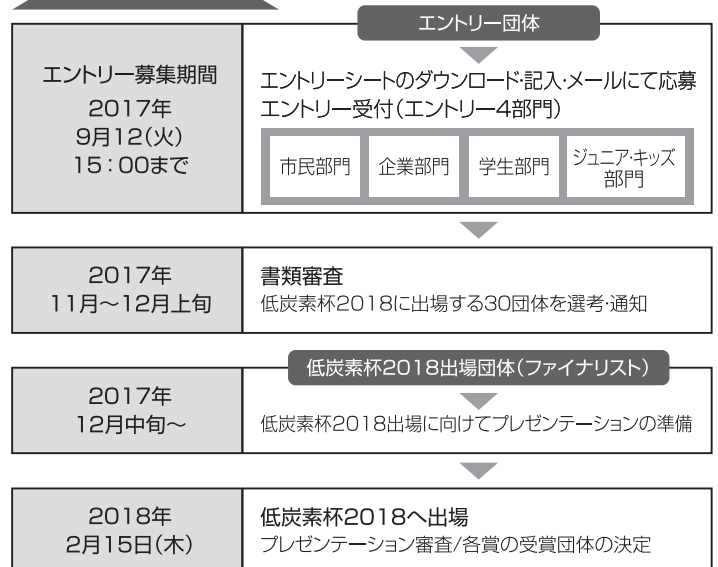 エントリー団体
エントリー募集期間
2017年
9月12(火)
15:00まで
エントリーシートのダウンロード・記入・メールにて応募
エントリー受付(エントリー4部門)
市民部門
企業部門
学生部門
ジュニア・キッズ
部門
2017年
11月~12月上旬
書類審査
低炭素杯2018に出場する30団体を選考・通知
低炭素杯2018出場団体(ファイナリスト)
2017年
12月中旬~
低炭素杯2018出場に向けてプレゼンテーションの準備
2018年
2月15日(木)
低炭素杯2018へ出場
プレゼンテーション審査/各賞の受賞団体の決定